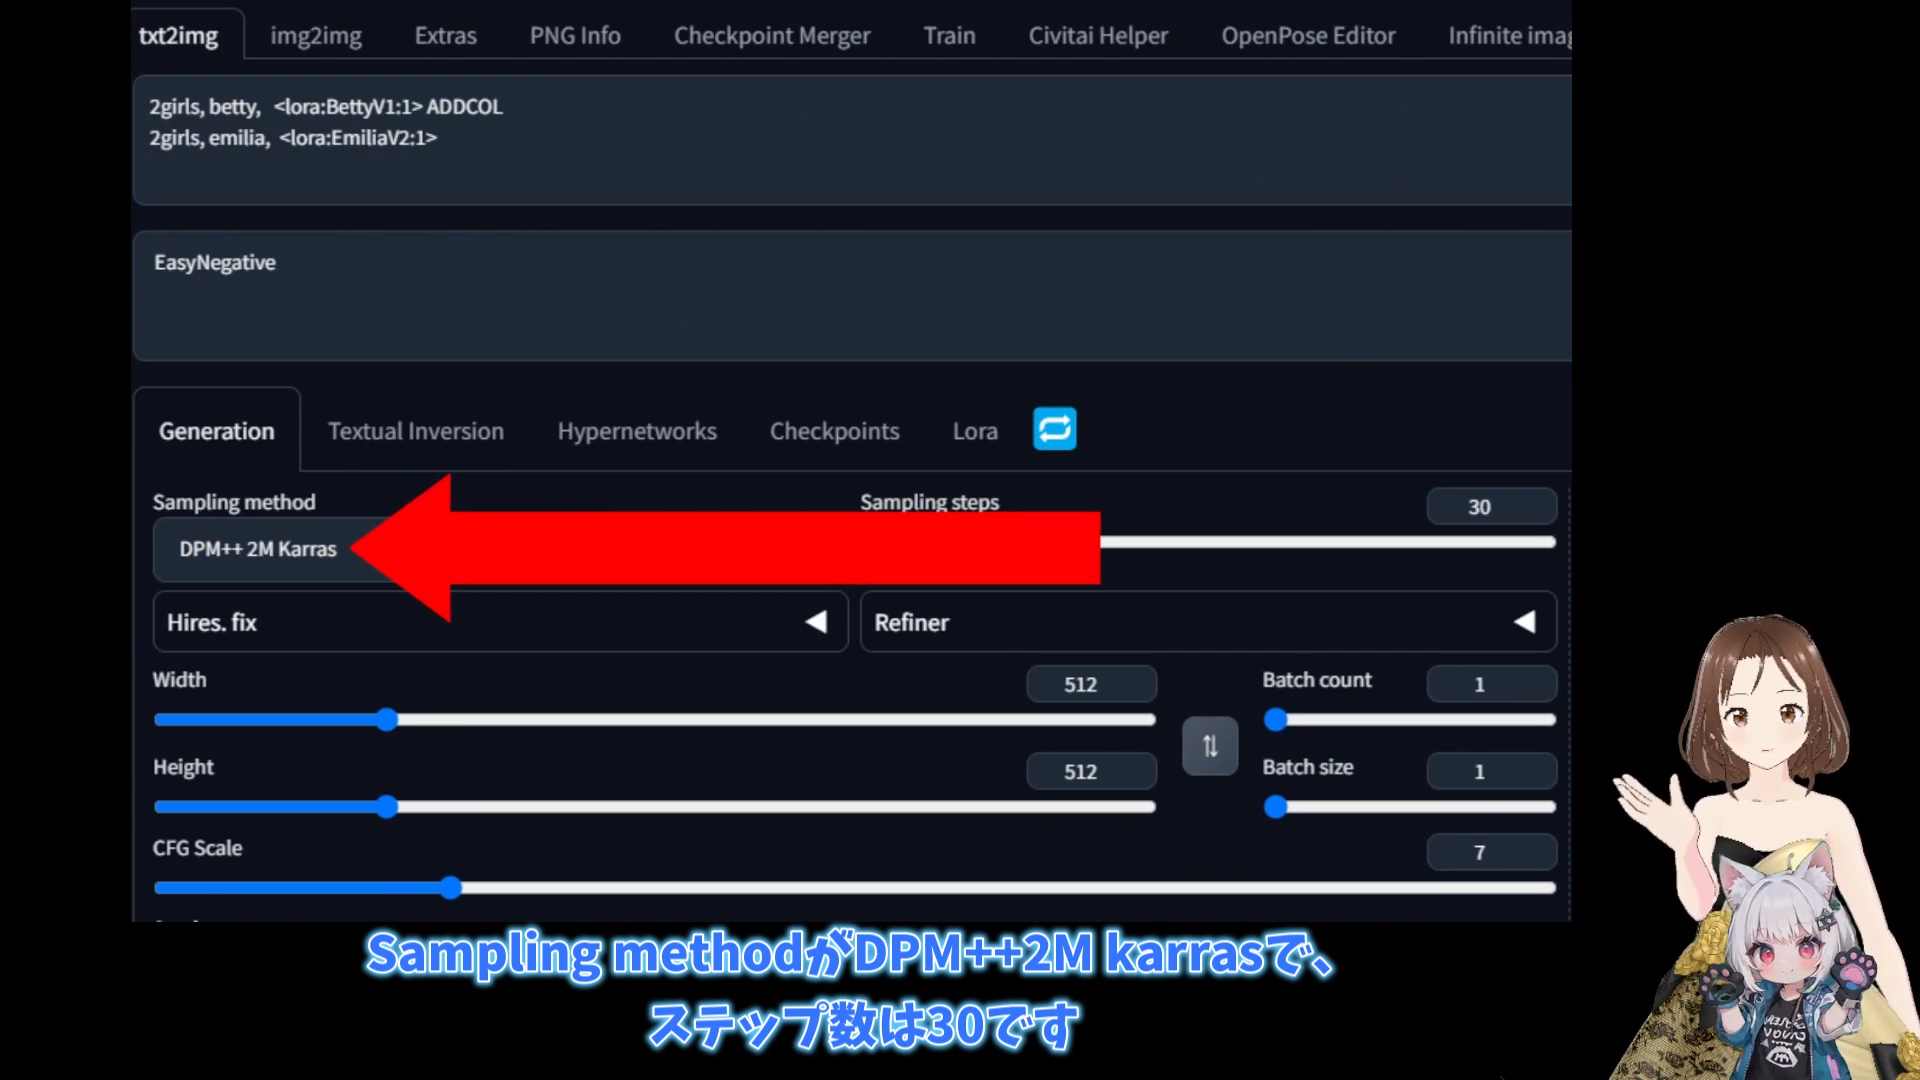 txt2img img2img Extras PNG Info Checkpoint Merger Train Civitai Helper OpenPose Editor Infinite imag
2girls, betty, <lora:BettyV1:1> ADDCOL
2girls, emilia, <lora:EmiliaV2:1>
EasyNegative
Generation Textual Inversion Hypernetworks Checkpoints Lora
Sampling method Sampling steps 30
DPM++ 2M Karras
Hires. fix Refiner
Width 512 Batch count 1
Height 512 Batch size 1
CFG Scale 7
Sampling methodがDPM++2M karrasで、
ステップ数は30です